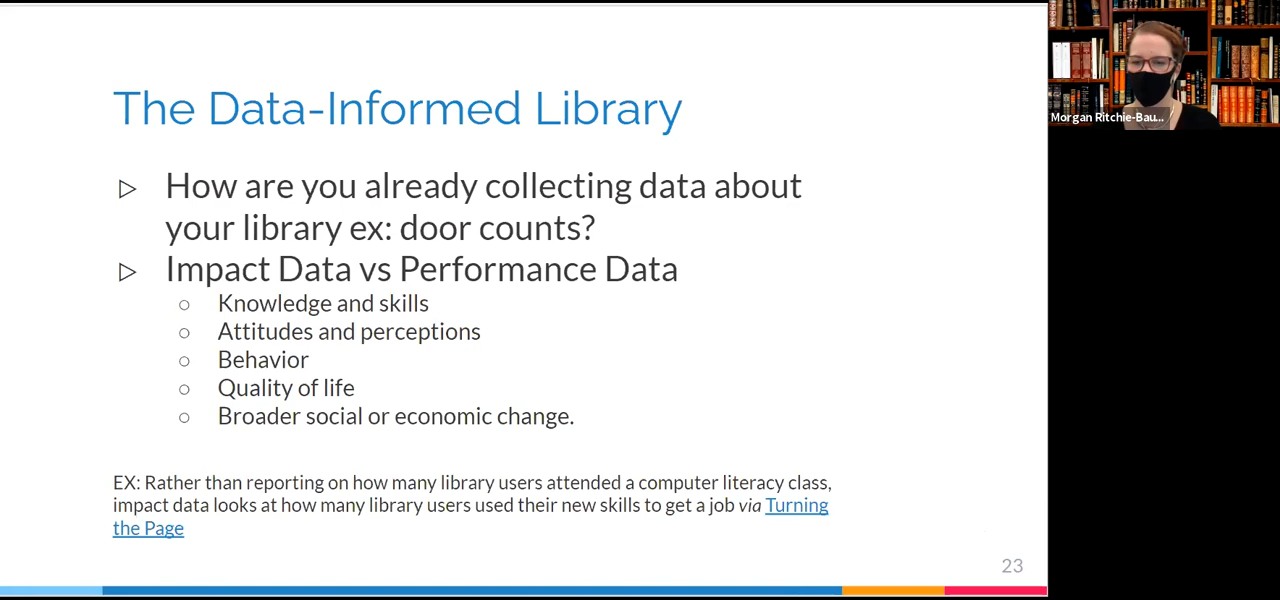 The Data-Informed Library
▷ How are you already collecting data about
your library ex: door counts?
▷ Impact Data vs Performance Data
○ Knowledge and skills
○ Attitudes and perceptions
○ Behavior
○ Quality of life
○ Broader social or economic change.
EX: Rather than reporting on how many library users attended a computer literacy class,
impact data looks at how many library users used their new skills to get a job via Turning
the Page
23
Morgan Ritchie-Bau...